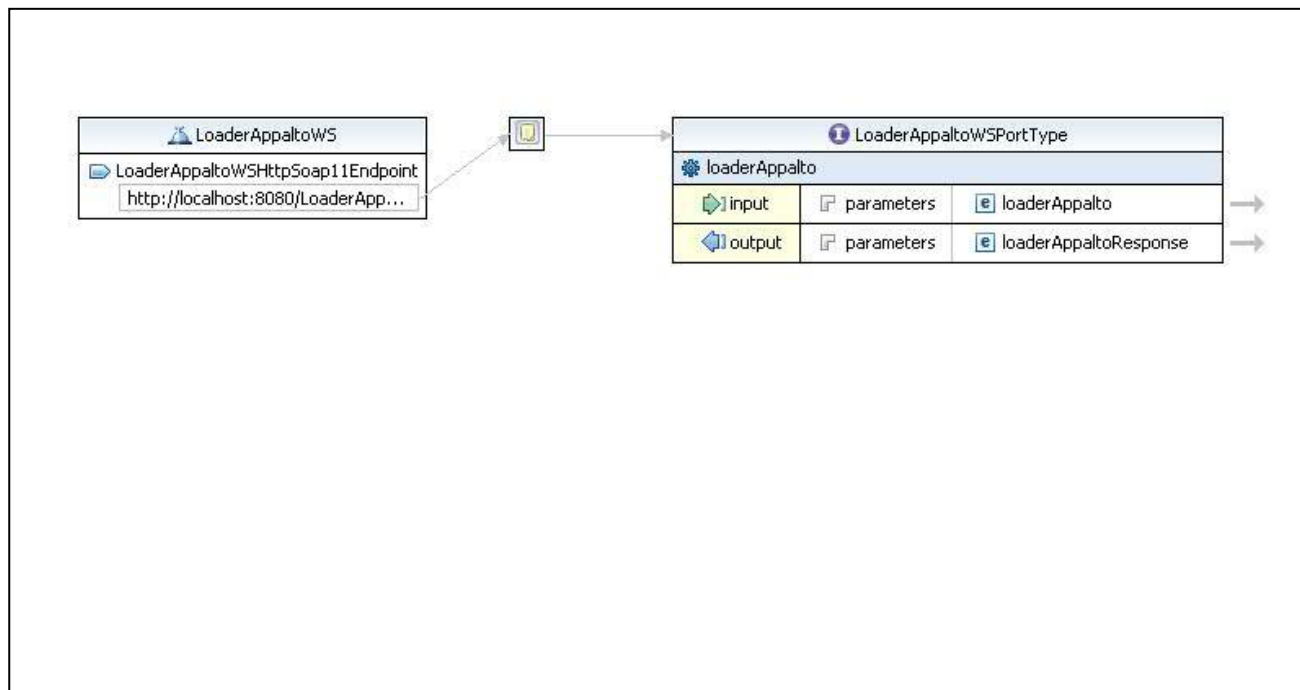 LoaderAppaltoWS
LoaderAppaltoWSHttpSoap11Endpoint
http://localhost:8080/LoaderApp...
LoaderAppaltoWSPortType
loaderAppalto
input parameters e loaderAppalto
output parameters e loaderAppaltoResponse